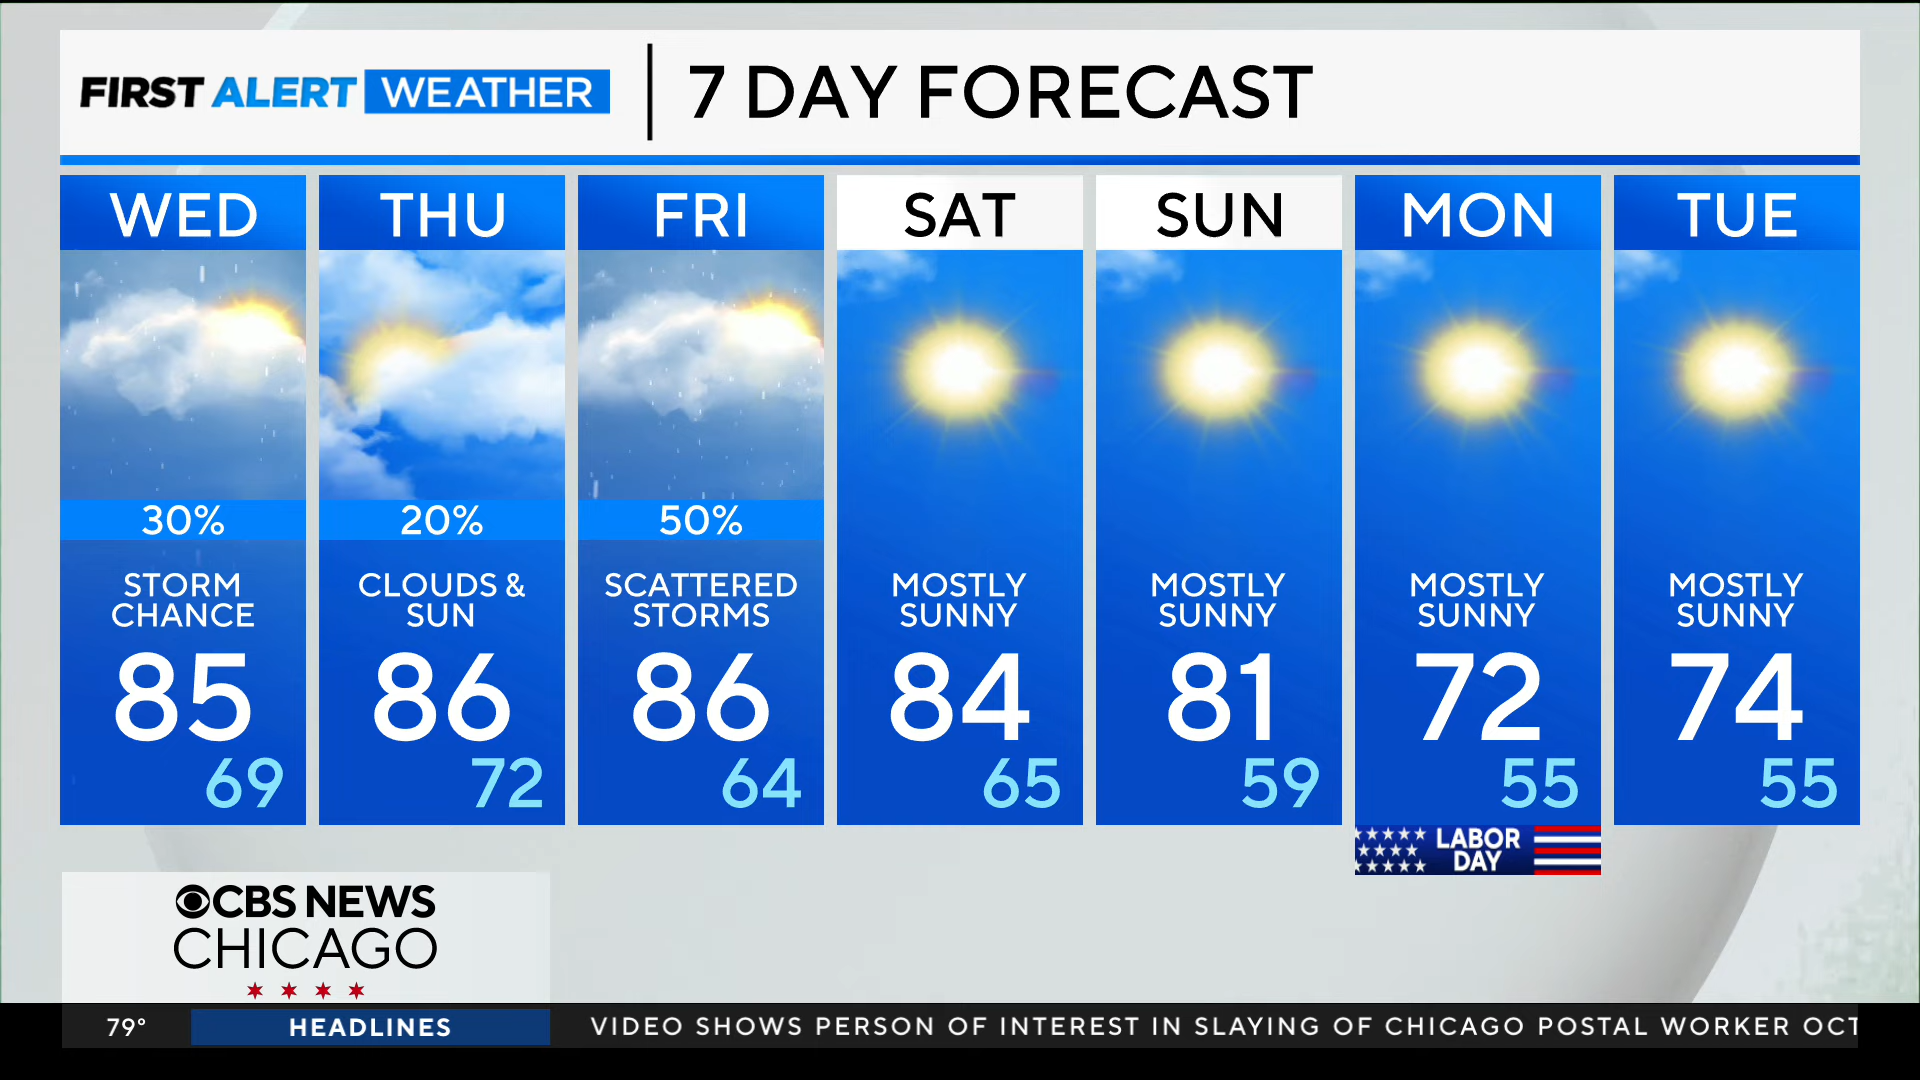 FIRST ALERT WEATHER
7 DAY FORECAST
WED
THU
FRI
SAT
SUN
MON
TUE
30%
20%
50%
STORM
CHANCE
CLOUDS &
SUN
SCATTERED
STORMS
MOSTLY
SUNNY
MOSTLY
SUNNY
MOSTLY
SUNNY
MOSTLY
SUNNY
85
86
86
84
81
72
74
69
72
64
65
59
55
55
LABOR
DAY
CBS NEWS
CHICAGO
79°
HEADLINES
VIDEO SHOWS PERSON OF INTEREST IN SLAYING OF CHICAGO POSTAL WORKER OCT